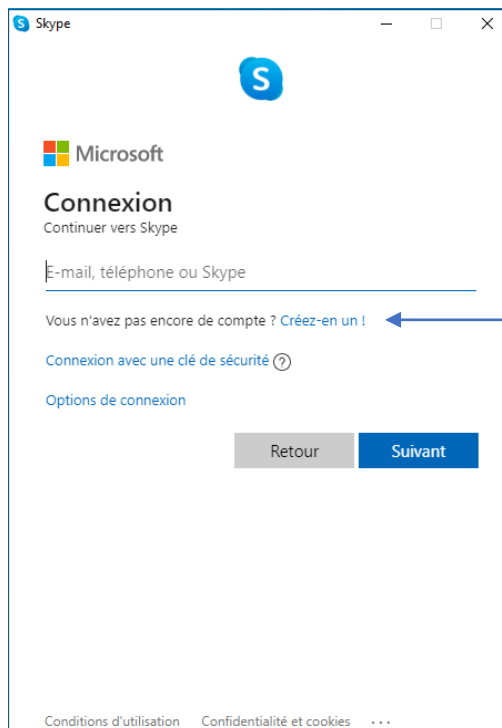 Skype
S
Microsoft
Connexion
Continuer vers Skype
E-mail, téléphone ou Skype
Vous n'avez pas encore de compte ? Créez-en un !
Connexion avec une clé de sécurité ?
Options de connexion
Retour Suivant
Conditions d'utilisation Confidentialité et cookies ...